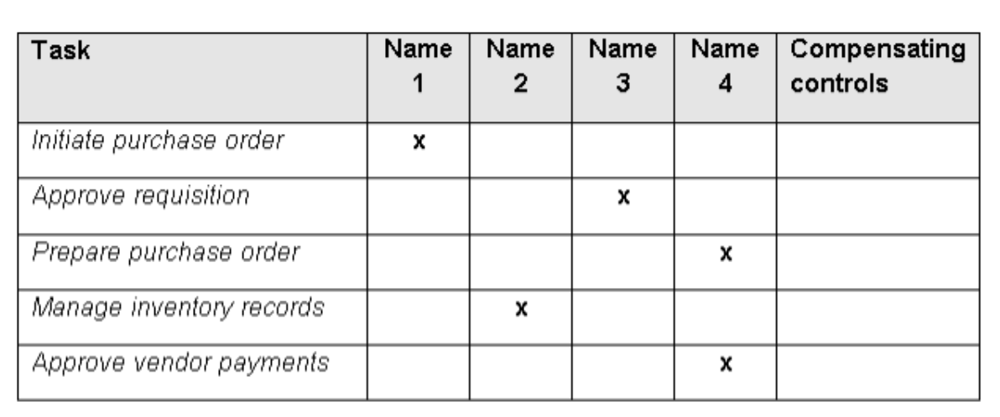 Task Name 1 Name 2 Name 3 Name 4 Compensating controls
Initiate purchase order x
Approve requisition x
Prepare purchase order x
Manage inventory records x
Approve vendor payments x